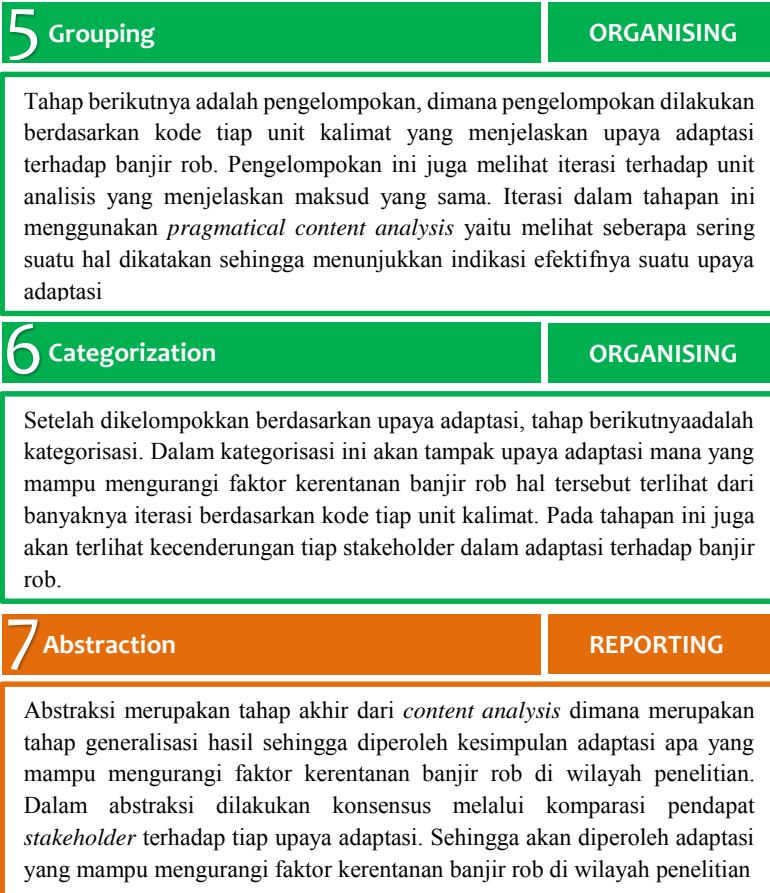 5 Grouping ORGANISING
Tahap berikutnya adalah pengelompokan, dimana pengelompokan dilakukan
berdasarkan kode tiap unit kalimat yang menjelaskan upaya adaptasi
terhadap banjir rob. Pengelompokan ini juga melihat iterasi terhadap unit
analisis yang menjelaskan maksud yang sama. Iterasi dalam tahapan ini
menggunakan pragmatical content analysis yaitu melihat seberapa sering
suatu hal dikatakan sehingga menunjukkan indikasi efektifnya suatu upaya
adaptasi
6 Categorization ORGANISING
Setelah dikelompokkan berdasarkan upaya adaptasi, tahap berikutnyaadalah
kategorisasi. Dalam kategorisasi ini akan tampak upaya adaptasi mana yang
mampu mengurangi faktor kerentanan banjir rob hal tersebut terlihat dari
banyaknya iterasi berdasarkan kode tiap unit kalimat. Pada tahapan ini juga
akan terlihat kecenderungan tiap stakeholder dalam adaptasi terhadap banjir
rob.
7 Abstraction REPORTING
Abstraksi merupakan tahap akhir dari content analysis dimana merupakan
tahap generalisasi hasil sehingga diperoleh kesimpulan adaptasi apa yang
mampu mengurangi faktor kerentanan banjir rob di wilayah penelitian.
Dalam abstraksi dilakukan konsensus melalui komparasi pendapat
stakeholder terhadap tiap upaya adaptasi. Sehingga akan diperoleh adaptasi
yang mampu mengurangi faktor kerentanan banjir rob di wilayah penelitian